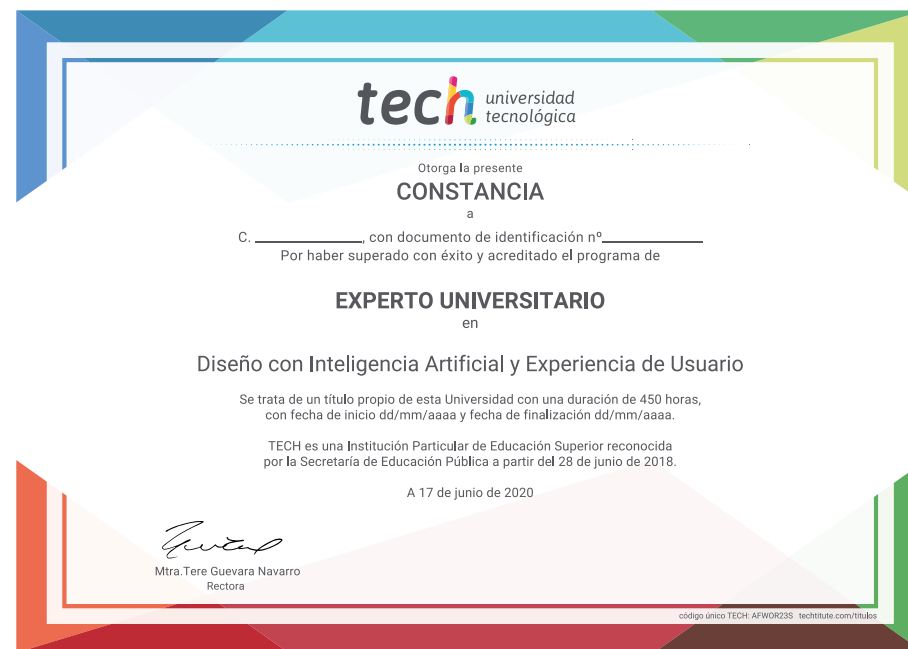 tech universidad
tecnológica
Otorga la presente
CONSTANCIA
a
C. ____________, con documento de identificación nº____________
Por haber superado con éxito y acreditado el programa de
EXPERTO UNIVERSITARIO
en
Diseño con Inteligencia Artificial y Experiencia de Usuario
Se trata de un título propio de esta Universidad con una duración de 450 horas,
con fecha de inicio dd/mm/aaaa y fecha de finalización dd/mm/aaaa.
TECH es una Institución Particular de Educación Superior reconocida
por la Secretaría de Educación Pública a partir del 28 de junio de 2018.
A 17 de junio de 2020
Mtra.Tere Guevara Navarro
Rectora
código único TECH: AFWOR23S techtitute.com/titulos